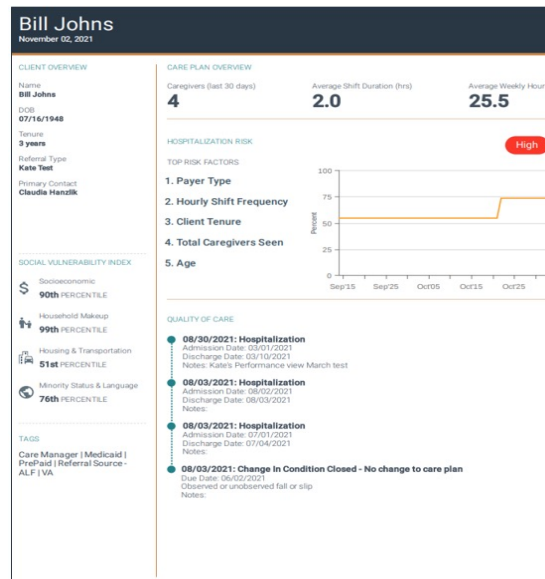 Bill Johns
November 02, 2021
CLIENT OVERVIEW
Name
Bill Johns
DOB
07/16/1948
Tenure
3 years
Referral Type
Kate Test
Primary Contact
Claudia Hanzlik
SOCIAL VULNERABILITY INDEX
Socioeconomic
90th PERCENTILE
Household Makeup
99th PERCENTILE
Housing & Transportation
51st PERCENTILE
Minority Status & Language
76th PERCENTILE
TAGS
Care Manager | Medicaid |
PrePaid | Referral Source -
ALF | VA
CARE PLAN OVERVIEW
Caregivers (last 30 days)
4
Average Shift Duration (hrs)
2.0
Average Weekly Hour
25.5
HOSPITALIZATION RISK
High
TOP RISK FACTORS
1. Payer Type
2. Hourly Shift Frequency
3. Client Tenure
4. Total Caregivers Seen
5. Age
Percent
100
75
50
25
0
Sep'15 Sep'25 Oct'05 Oct'15 Oct'25
QUALITY OF CARE
08/30/2021: Hospitalization
Admission Date: 03/01/2021
Discharge Date: 03/10/2021
Notes: Kate's Performance view March test
08/03/2021: Hospitalization
Admission Date: 08/02/2021
Discharge Date: 08/03/2021
Notes:
08/03/2021: Hospitalization
Admission Date: 07/01/2021
Discharge Date: 07/04/2021
Notes:
08/03/2021: Change In Condition Closed - No change to care plan
Due Date: 06/02/2021
Observed or unobserved fall or slip
Notes: